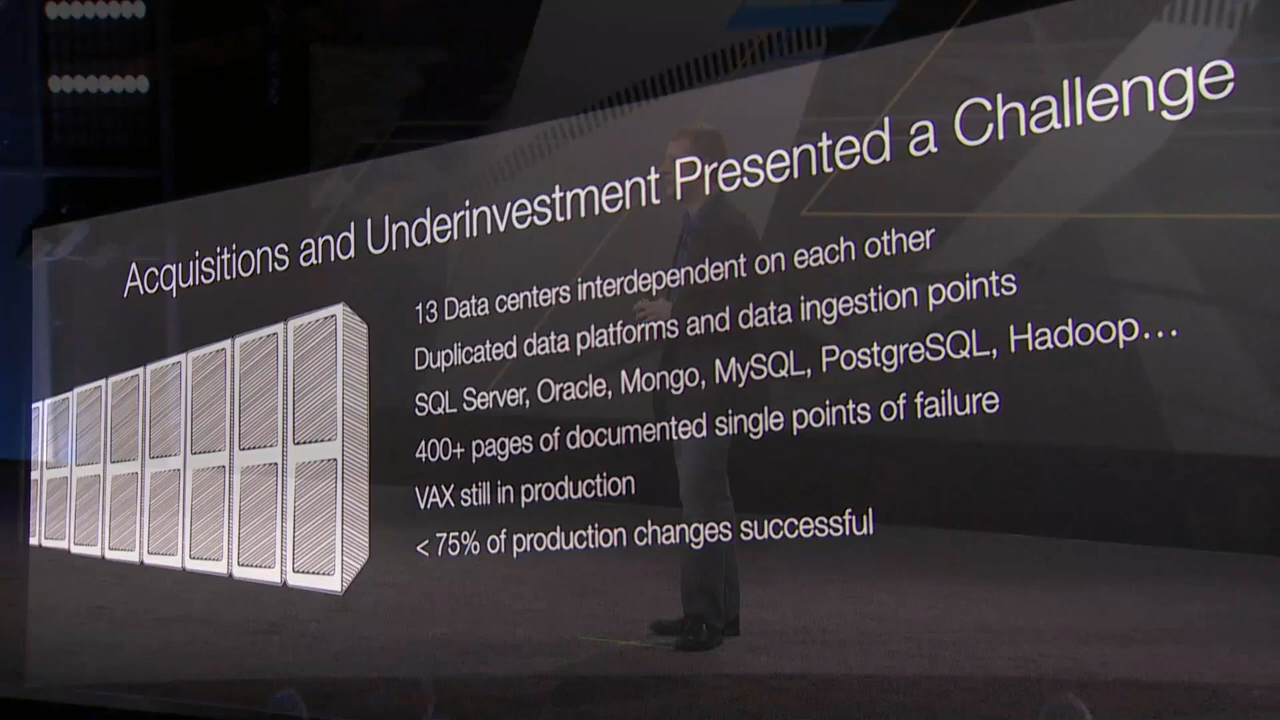 Acquisitions and Underinvestment Presented a Challenge
13 Data centers interdependent on each other
Duplicated data platforms and data ingestion points
SQL Server, Oracle, Mongo, MySQL, PostgreSQL, Hadoop…
400+ pages of documented single points of failure
VAX still in production
< 75% of production changes successful